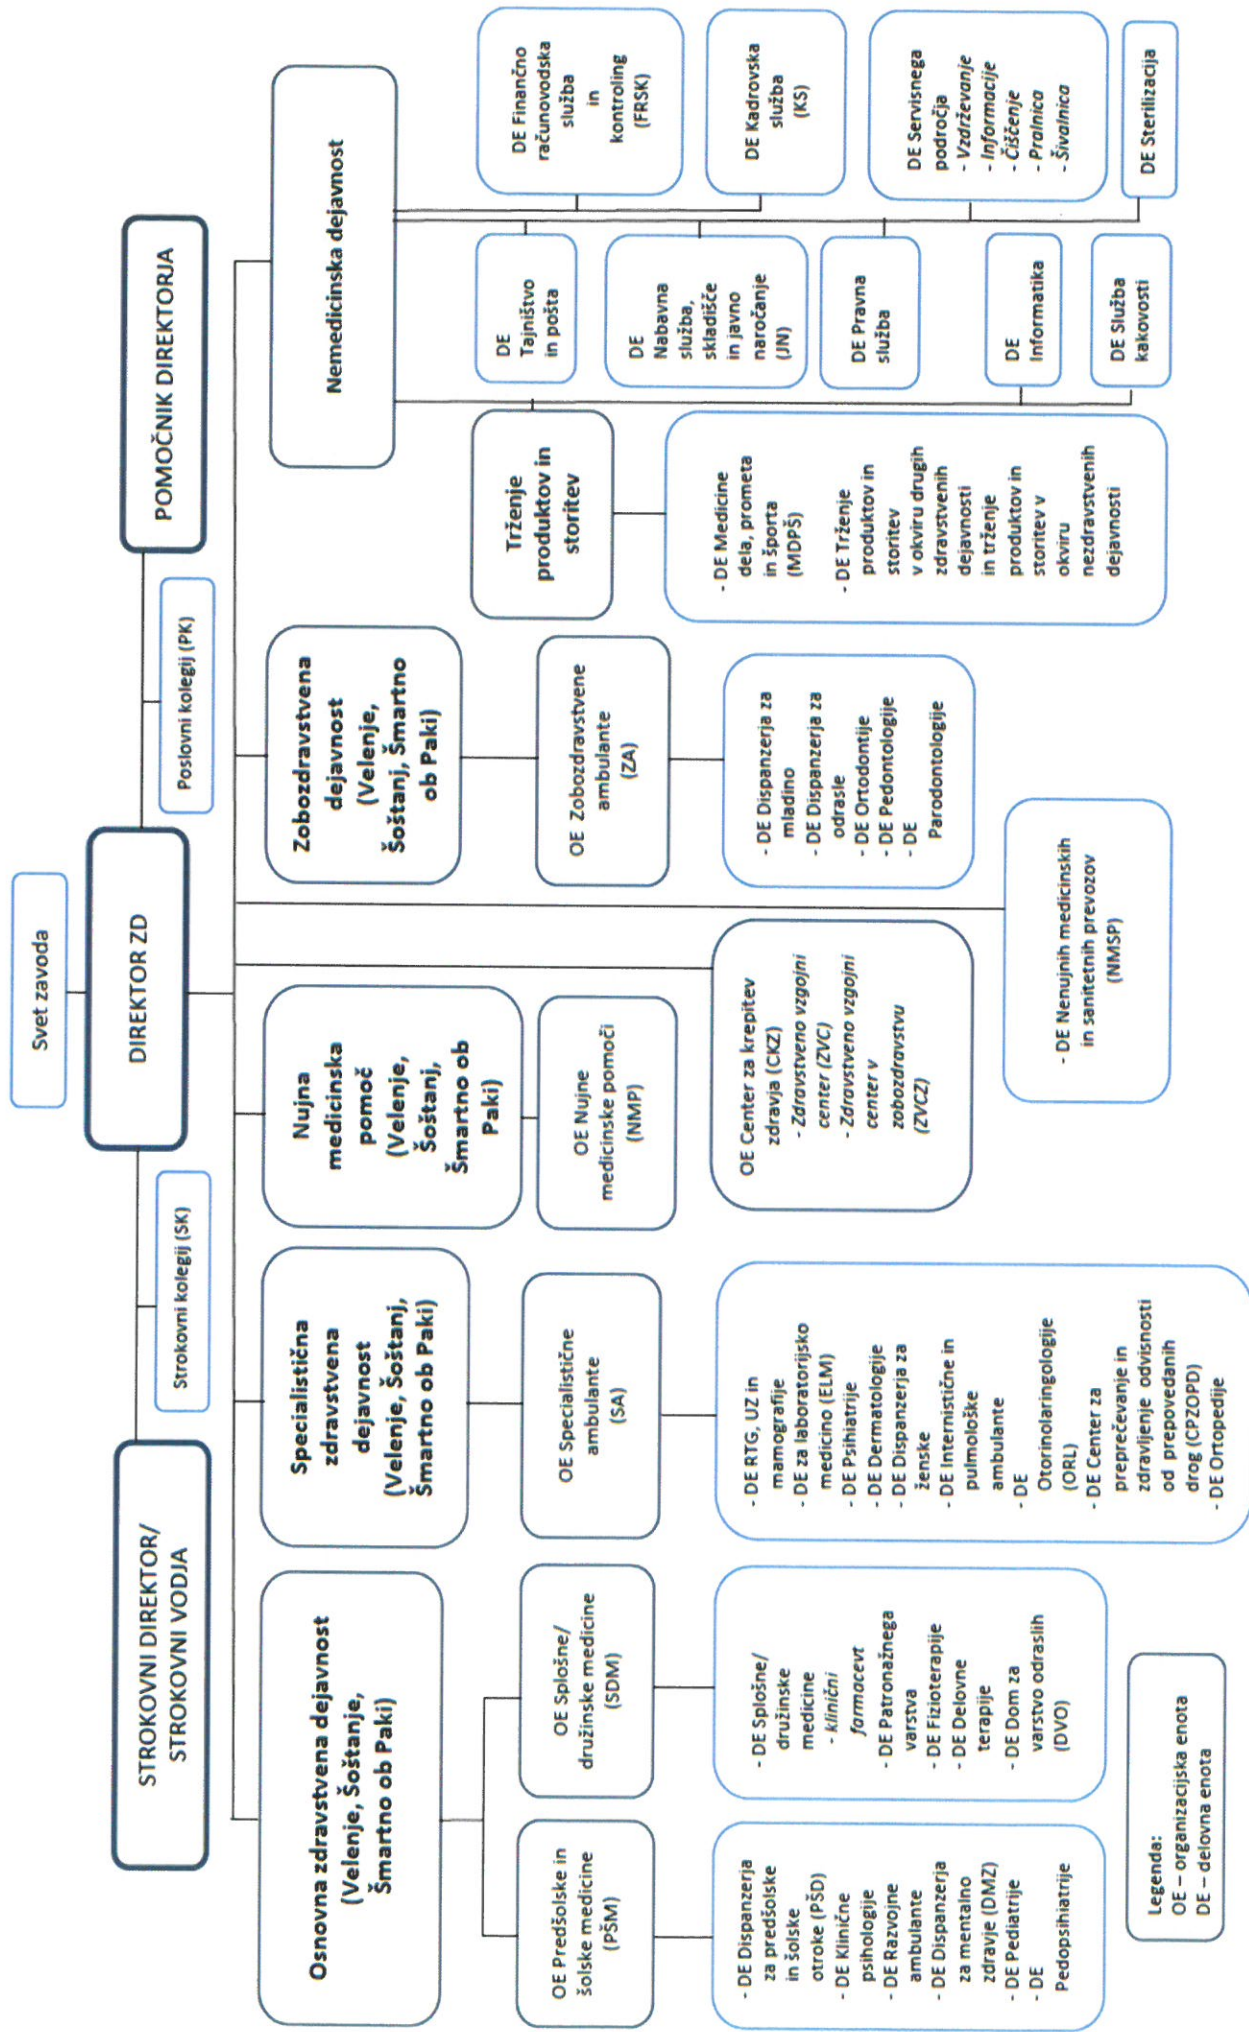 Svet zavoda
STROKOVNI DIREKTOR/
STROKOVNI VODJA
DIREKTOR ZD
POMOČNIK DIREKTORJA
Strokovni kolegij (SK)
Poslovni kolegij (PK)
Osnovna zdravstvena dejavnost
(Velenje, Šoštanje,
Šmartno ob Paki)
Specialistična
zdravstvena
dejavnost
(Velenje, Šoštanj,
Šmartno ob Paki)
Nujna
medicinska
pomoč
(Velenje,
Šoštanj,
Šmartno ob
Paki)
Zobozdravstvena
dejavnost
(Velenje,
Šoštanj, Šmartno
ob Paki)
Nemedicinska dejavnost
OE Predšolske in
šolske medicine
(PŠM)
OE Splošne/
družinske medicine
(SDM)
OE Specialistične
ambulante
(SA)
OE Nujne
medicinske pomoči
(NMP)
OE Zobozdravstvene
ambulante
(ZA)
Trženje
produktov in
storitev
DE
Tajništvo
in pošta
DE Finančno
računovodska
služba
in
kontroling
(FRSK)
- DE Dispanzerja
za predšolske
in šolske
otroke (PŠD)
- DE Klinične
psihologije
- DE Razvojne
ambulante
- DE Dispanzerja
za mentalno
zdravje (DMZ)
- DE Pediatrije
- DE
Pedopsihiatrije
- DE Splošne/
družinske
medicine
- klinični
farmacevt
- DE Patronažnega
varstva
- DE Fizioterapije
- DE Delovne
terapije
- DE Dom za
varstvo odraslih
(DVO)
- DE RTG, UZ in
mamografije
- DE za laboratorijsko
medicino (ELM)
- DE Psihiatrije
- DE Dermatologije
- DE Dispanzerja za
ženske
- DE Internistične in
pulmološke
ambulante
- DE
Otorinolaringologije
(ORL)
- DE Center za
preprečevanje in
zdravljenje odvisnosti
od prepovedanih
drog (CPZOPD)
- DE Ortopedije
OE Center za krepitev
zdravja (CKZ)
- Zdravstveno vzgojni
center (ZVC)
- Zdravstveno vzgojni
center v
zobozdravstvu
(ZVCZ)
- DE Dispanzerja za
mladino
- DE Dispanzerja za
odrasle
- DE Ortodontije
- DE Pedontologije
- DE
Parodontologije
- DE Medicine
dela, prometa
in športa
(MDPŠ)
- DE Trženje
produktov in
storitev
v okviru drugih
zdravstvenih
dejavnosti
in trženje
produktov in
storitev v
okviru
nezdravstvenih
dejavnosti
DE
Nabavna
služba,
skladišče
in javno
naročanje
(JN)
DE Kadrovska
služba
(KS)
DE Pravna
služba
DE Servisnega
področja
- Vzdrževanje
- Informacije
- Čiščenje
- Pralnica
- Šivalnica
DE
Informatika
DE Služba
kakovosti
DE Sterilizacija
- DE Nenujnih medicinskih
in sanitetnih prevozov
(NMSP)
Legenda:
OE – organizacijska enota
DE – delovna enota